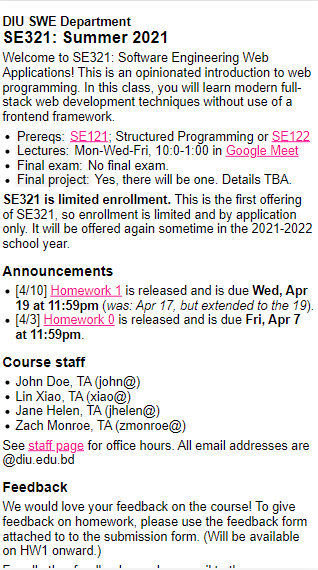 DIU SWE Department
SE321: Summer 2021
Welcome to SE321: Software Engineering Web
Applications! This is an opinionated introduction to web
programming. In this class, you will learn modern full-
stack web development techniques without use of a
frontend framework.
• Prereqs: SE121; Structured Programming or SE122
• Lectures: Mon-Wed-Fri, 10:0-1:00 in Google Meet
• Final exam: No final exam.
• Final project: Yes, there will be one. Details TBA.
SE321 is limited enrollment. This is the first offering
of SE321, so enrollment is limited and by application
only. It will be offered again sometime in the 2021-2022
school year.
Announcements
• [4/10] Homework 1 is released and is due Wed, Apr
19 at 11:59pm (was: Apr 17, but extended to the 19).
• [4/3] Homework 0 is released and is due Fri, Apr 7
at 11:59pm.
Course staff
• John Doe, TA (john@)
• Lin Xiao, TA (xiao@)
• Jane Helen, TA (jhelen@)
• Zach Monroe, TA (zmonroe@)
See staff page for office hours. All email addresses are
@diu.edu.bd
Feedback
We would love your feedback on the course! To give
feedback on homework, please use the feedback form
attached to to the submission form. (Will be available
on HW1 onward.)